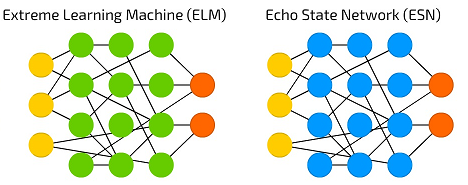 Extreme Learning Machine (ELM)
Echo State Network (ESN)